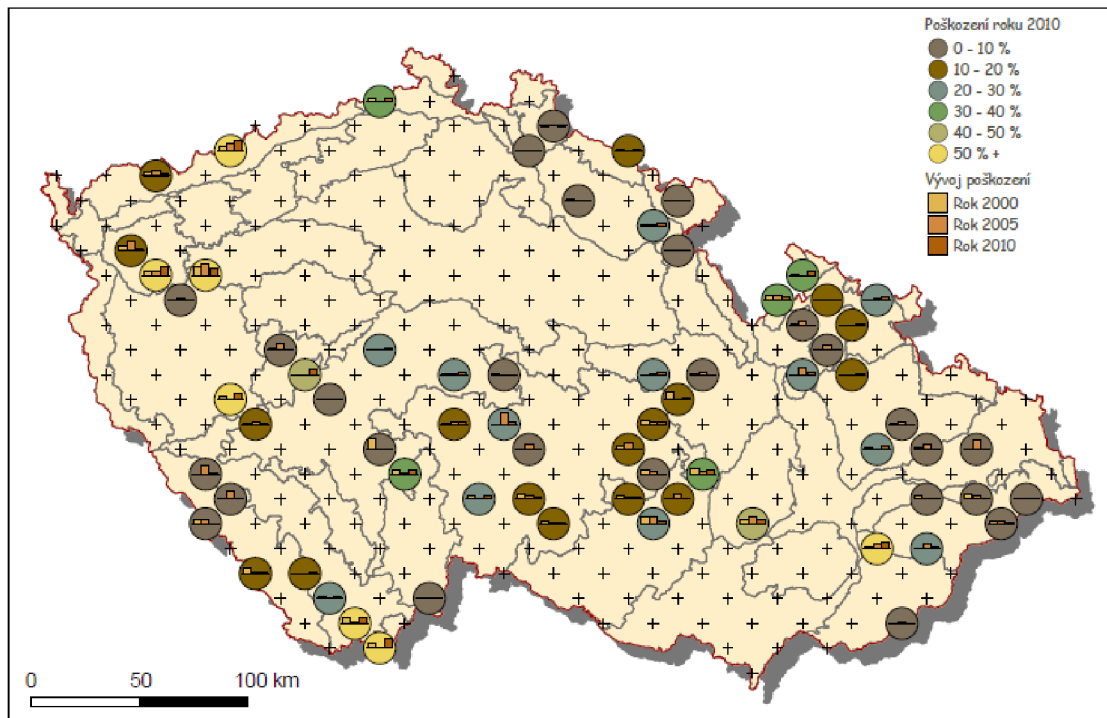 Poškození roku 2010
0 - 10 %
10 - 20 %
20 - 30 %
30 - 40 %
40 - 50 %
50 % +
Vývoj poškození
Rok 2000
Rok 2005
Rok 2010
0 50 100 km